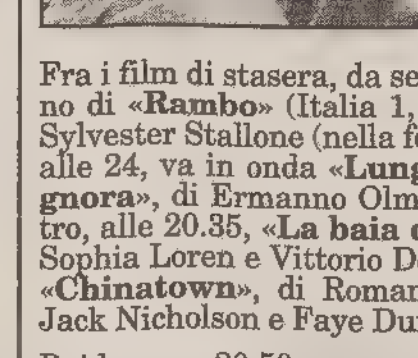 Fra i film di stasera, da se
no di «Rambo» (Italia 1,
Sylvester Stallone (nella f
alle 24, va in onda «Lung
gnora», di Ermanno Olm
tro, alle 20.35, «La baia
Sophia Loren e Vittorio D
«Chinatown», di Roman
Jack Nicholson e Faye Du